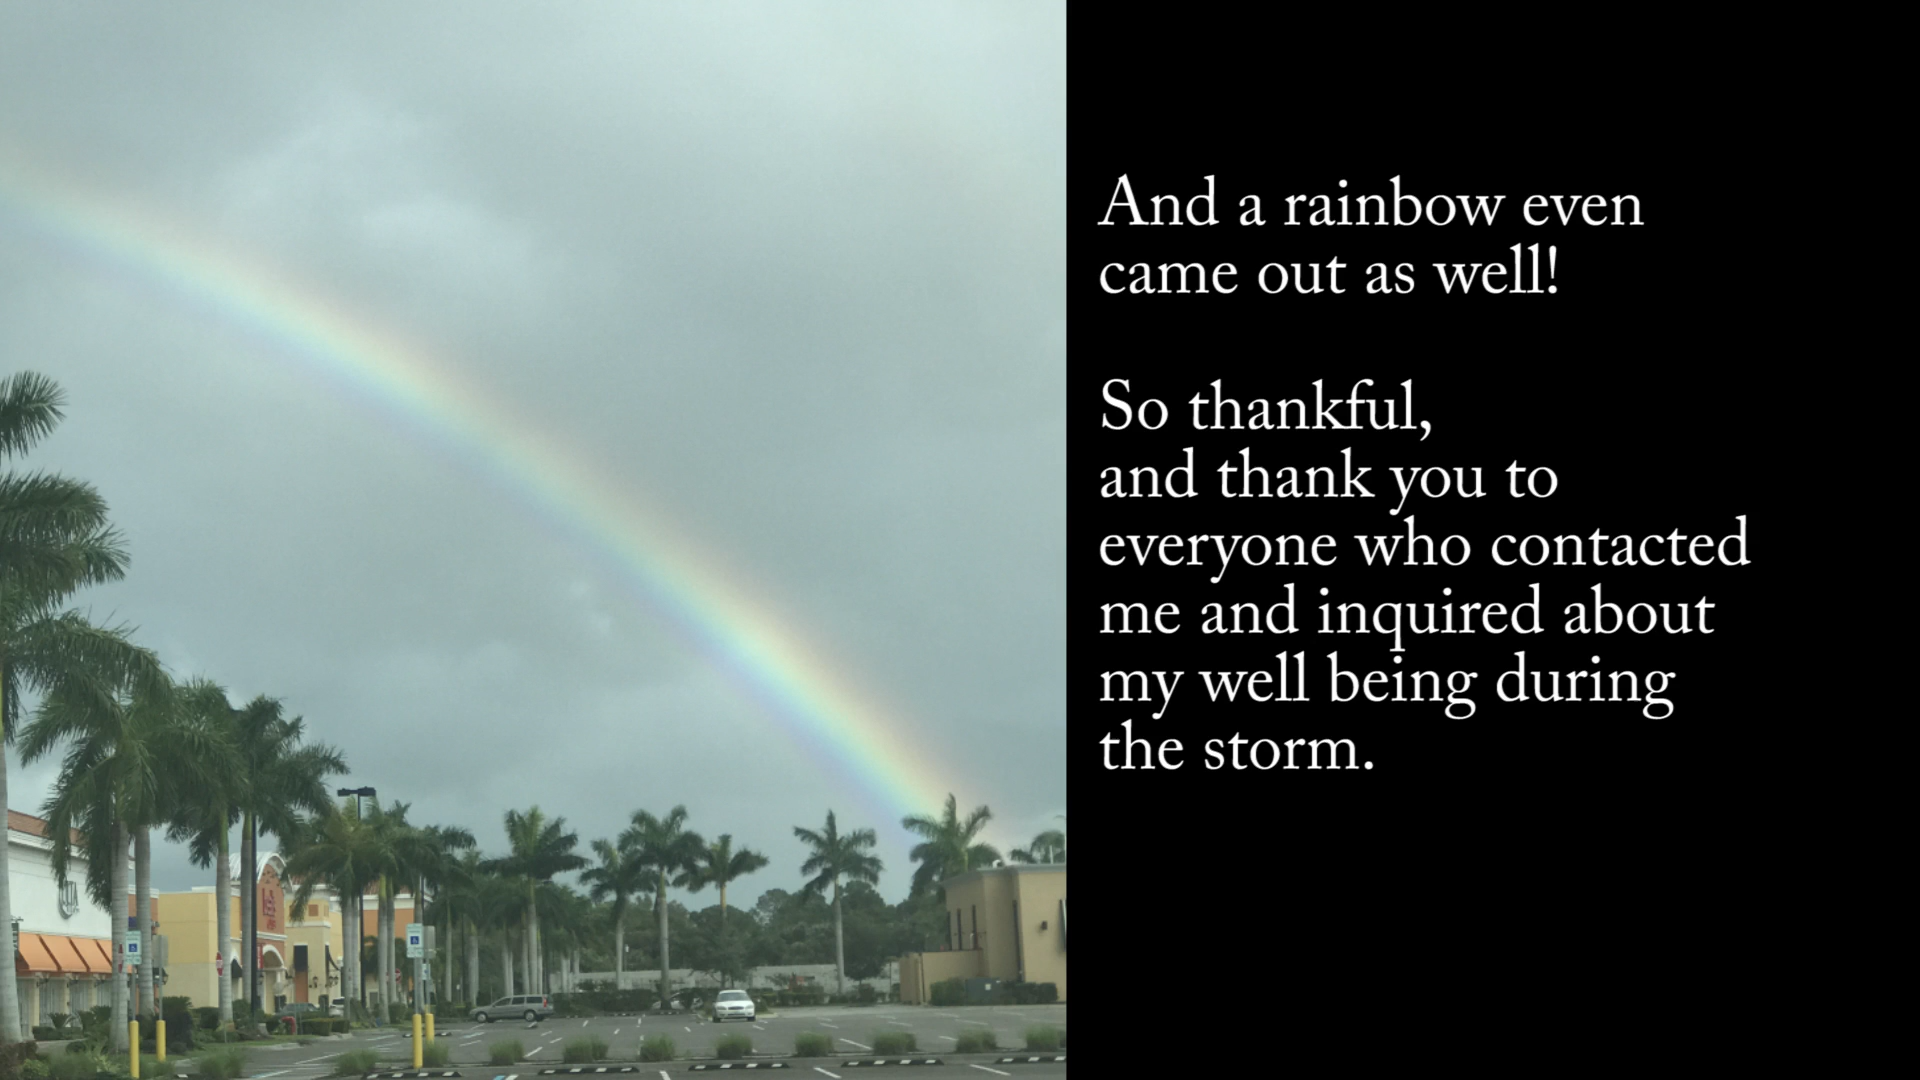 And a rainbow even
came out as well!
So thankful,
and thank you to
everyone who contacted
me and inquired about
my well being during
the storm.